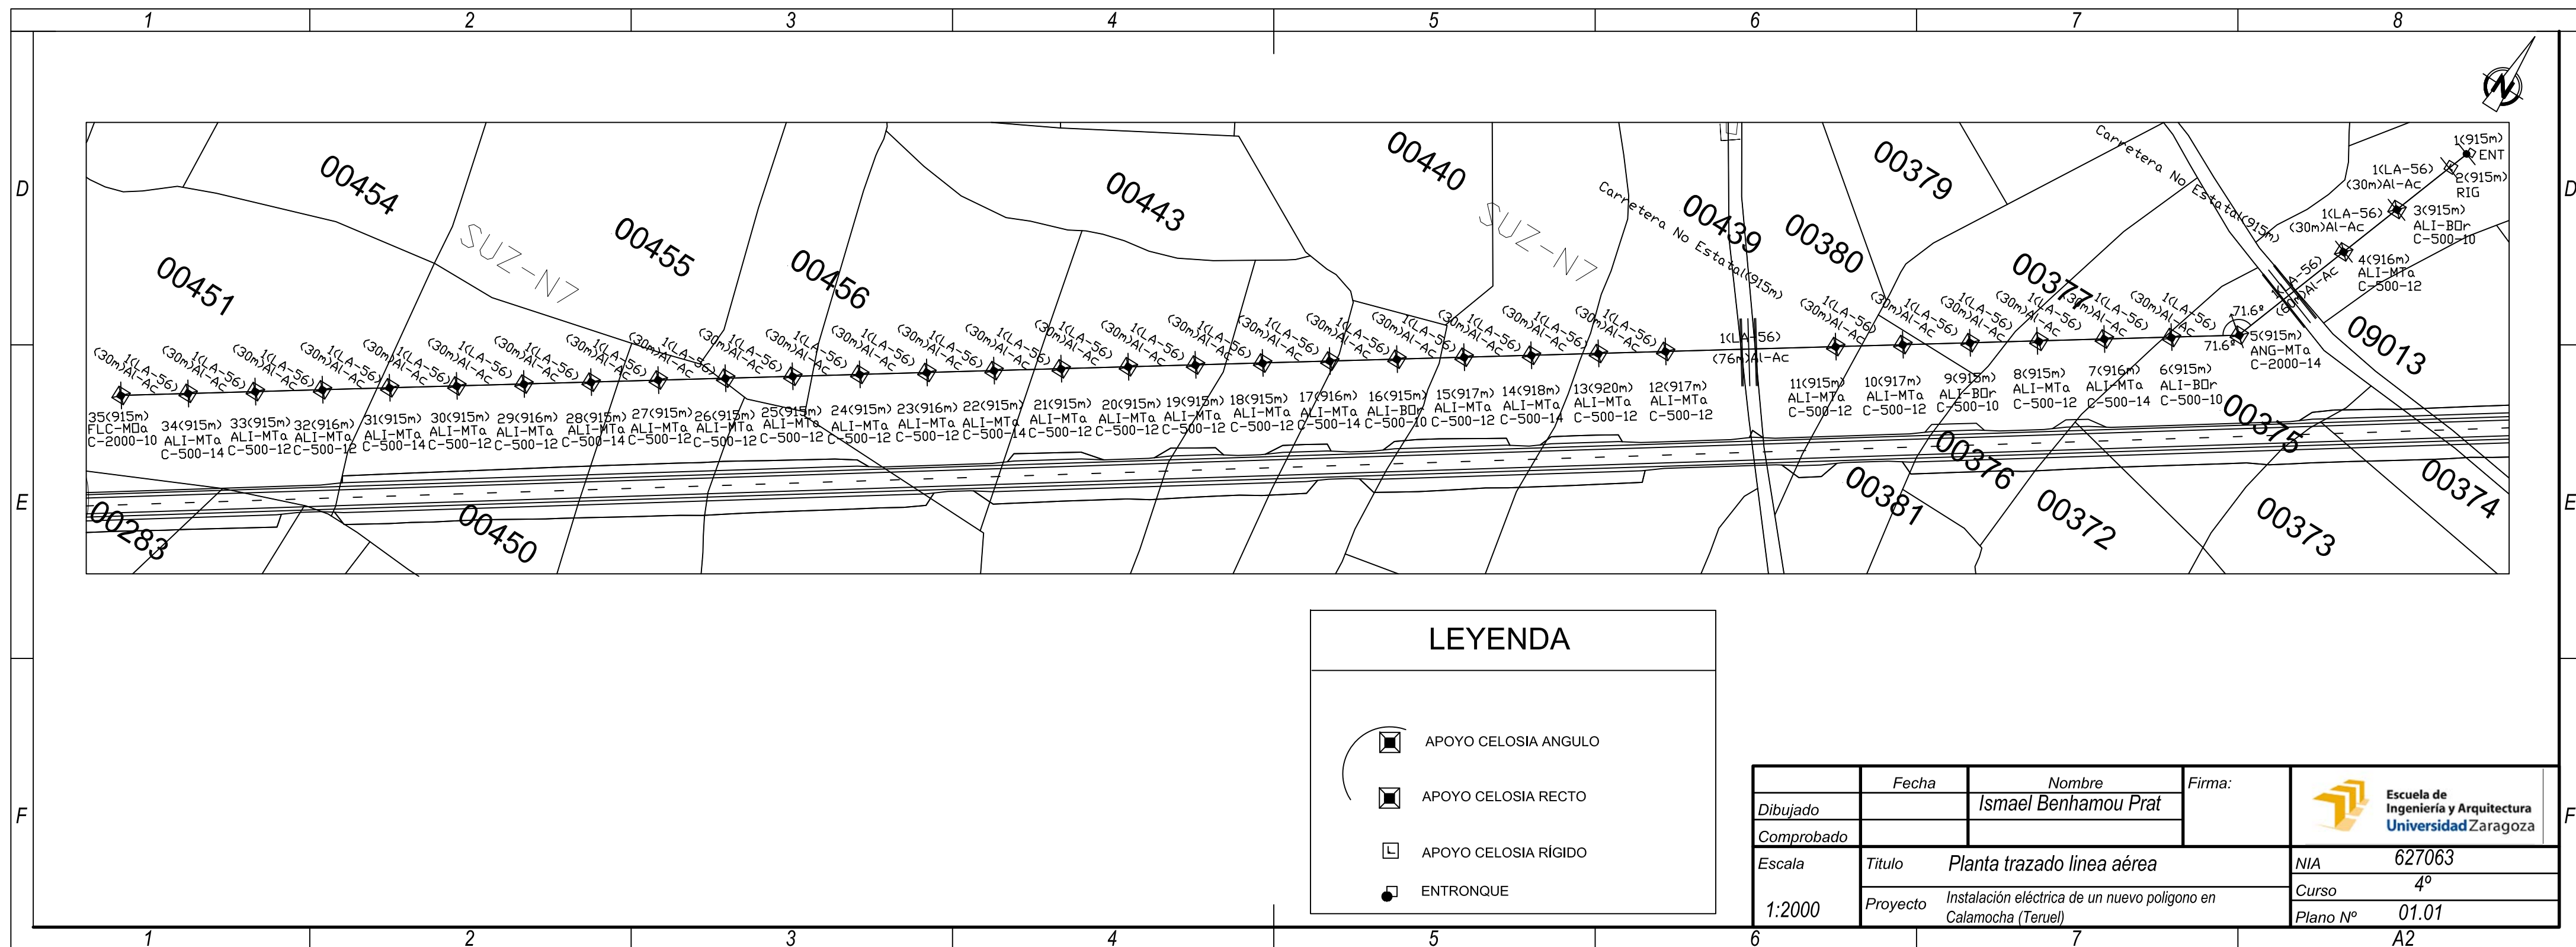 1 2 3 4 5 6 7 8
D
E
F
N
00454
00451
SUZ-N7
00455
00456
00443
00440
SUZ-N7
00439
00380
00379
00377
09013
00375
00376
00381
00372
00373
00374
00283
00450
Carretera No Estatal(915m)
Carretera No Estatal(915m)
1(915m)
ENT
2(915m)
RIG
1(LA-56)
(30m)Al-Ac
3(915m)
ALI-BOr
C-500-10
1(LA-56)
(30m)Al-Ac
4(916m)
ALI-MTa
C-500-12
71.6º
71.6º
5(915m)
ANG-MTa
C-2000-14
6(915m)
ALI-BOr
C-500-10
7(916m)
ALI-MTa
C-500-14
8(915m)
ALI-MTa
C-500-12
9(915m)
ALI-BOr
C-500-10
10(917m)
ALI-MTa
C-500-12
11(915m)
ALI-MTa
C-500-12
1(LA-56)
(76m)Al-Ac
12(917m)
ALI-MTa
C-500-12
13(920m)
ALI-MTa
C-500-12
14(918m)
ALI-MTa
C-500-14
15(917m)
ALI-MTa
C-500-12
16(915m)
ALI-BOr
C-500-10
17(916m)
ALI-MTa
C-500-14
18(915m)
ALI-MTa
C-500-12
19(915m)
ALI-MTa
C-500-12
20(915m)
ALI-MTa
C-500-12
21(915m)
ALI-MTa
C-500-12
22(915m)
ALI-MTa
C-500-14
23(916m)
ALI-MTa
C-500-12
24(915m)
ALI-MTa
C-500-12
25(915m)
ALI-MTa
C-500-12
26(915m)
ALI-MTa
C-500-12
27(915m)
ALI-MTa
C-500-12
28(915m)
ALI-MTa
C-500-14
29(916m)
ALI-MTa
C-500-12
30(915m)
ALI-MTa
C-500-12
31(915m)
ALI-MTa
C-500-14
32(916m)
ALI-MTa
C-500-12
33(915m)
ALI-MTa
C-500-12
34(915m)
ALI-MTa
C-500-14
35(915m)
FLC-MOa
C-2000-10
LEYENDA
APOYO CELOSIA ANGULO
APOYO CELOSIA RECTO
APOYO CELOSIA RÍGIDO
ENTRONQUE
Fecha Nombre Firma:
Dibujado Ismael Benhamou Prat
Comprobado
Escala 1:2000
Titulo Planta trazado linea aérea
Proyecto Instalación eléctrica de un nuevo poligono en
Calamocha (Teruel)
Escuela de
Ingeniería y Arquitectura
Universidad Zaragoza
NIA 627063
Curso 4º
Plano Nº 01.01
D
E
F
1 2 3 4 5 6 7 A2